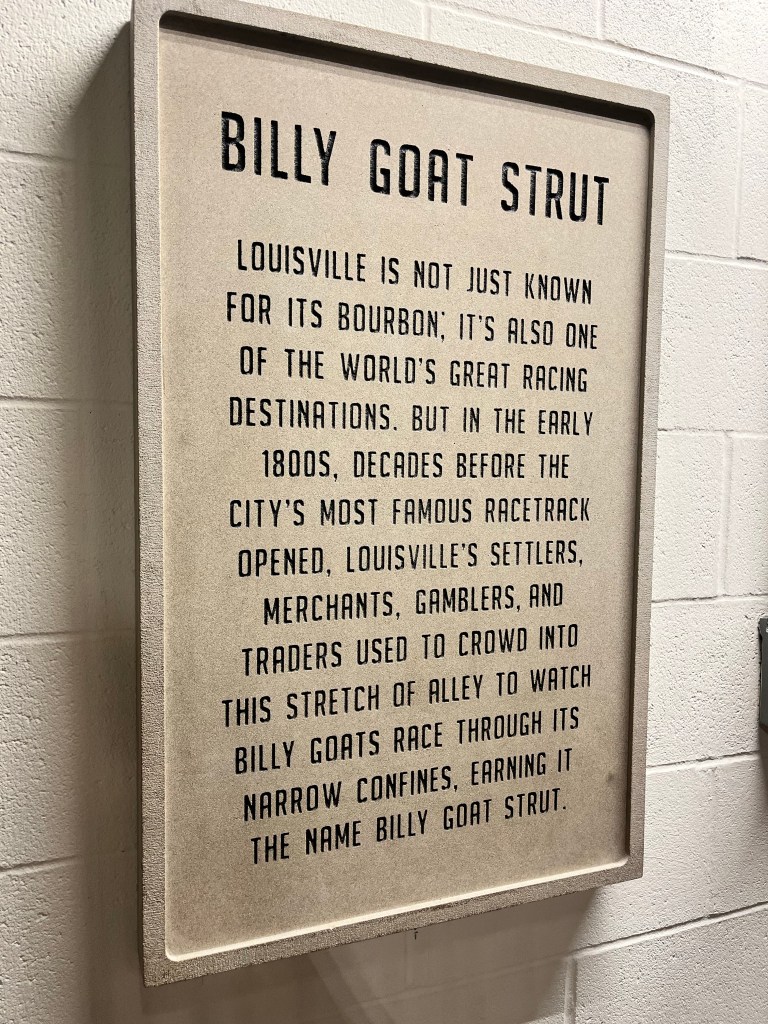 BILLY GOAT STRUT
LOUISVILLE IS NOT JUST KNOWN
FOR ITS BOURBON; IT'S ALSO ONE
OF THE WORLD'S GREAT RACING
DESTINATIONS. BUT IN THE EARLY
1800S, DECADES BEFORE THE
CITY'S MOST FAMOUS RACETRACK
OPENED, LOUISVILLE'S SETTLERS,
MERCHANTS, GAMBLERS, AND
TRADERS USED TO CROWD INTO
THIS STRETCH OF ALLEY TO WATCH
BILLY GOATS RACE THROUGH ITS
NARROW CONFINES, EARNING IT
THE NAME BILLY GOAT STRUT.